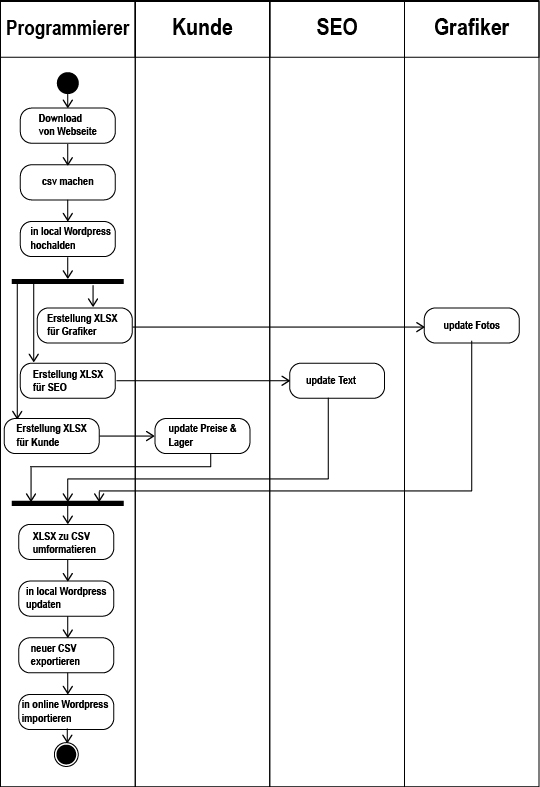 Programmierer
Kunde
SEO
Grafiker
Download
von Webseite
csv machen
in local Wordpress
hochalden
Erstellung XLSX
für Grafiker
update Fotos
Erstellung XLSX
für SEO
update Text
Erstellung XLSX
für Kunde
update Preise &
Lager
XLSX zu CSV
umformatieren
in local Wordpress
updaten
neuer CSV
exportieren
in online Wordpress
importieren